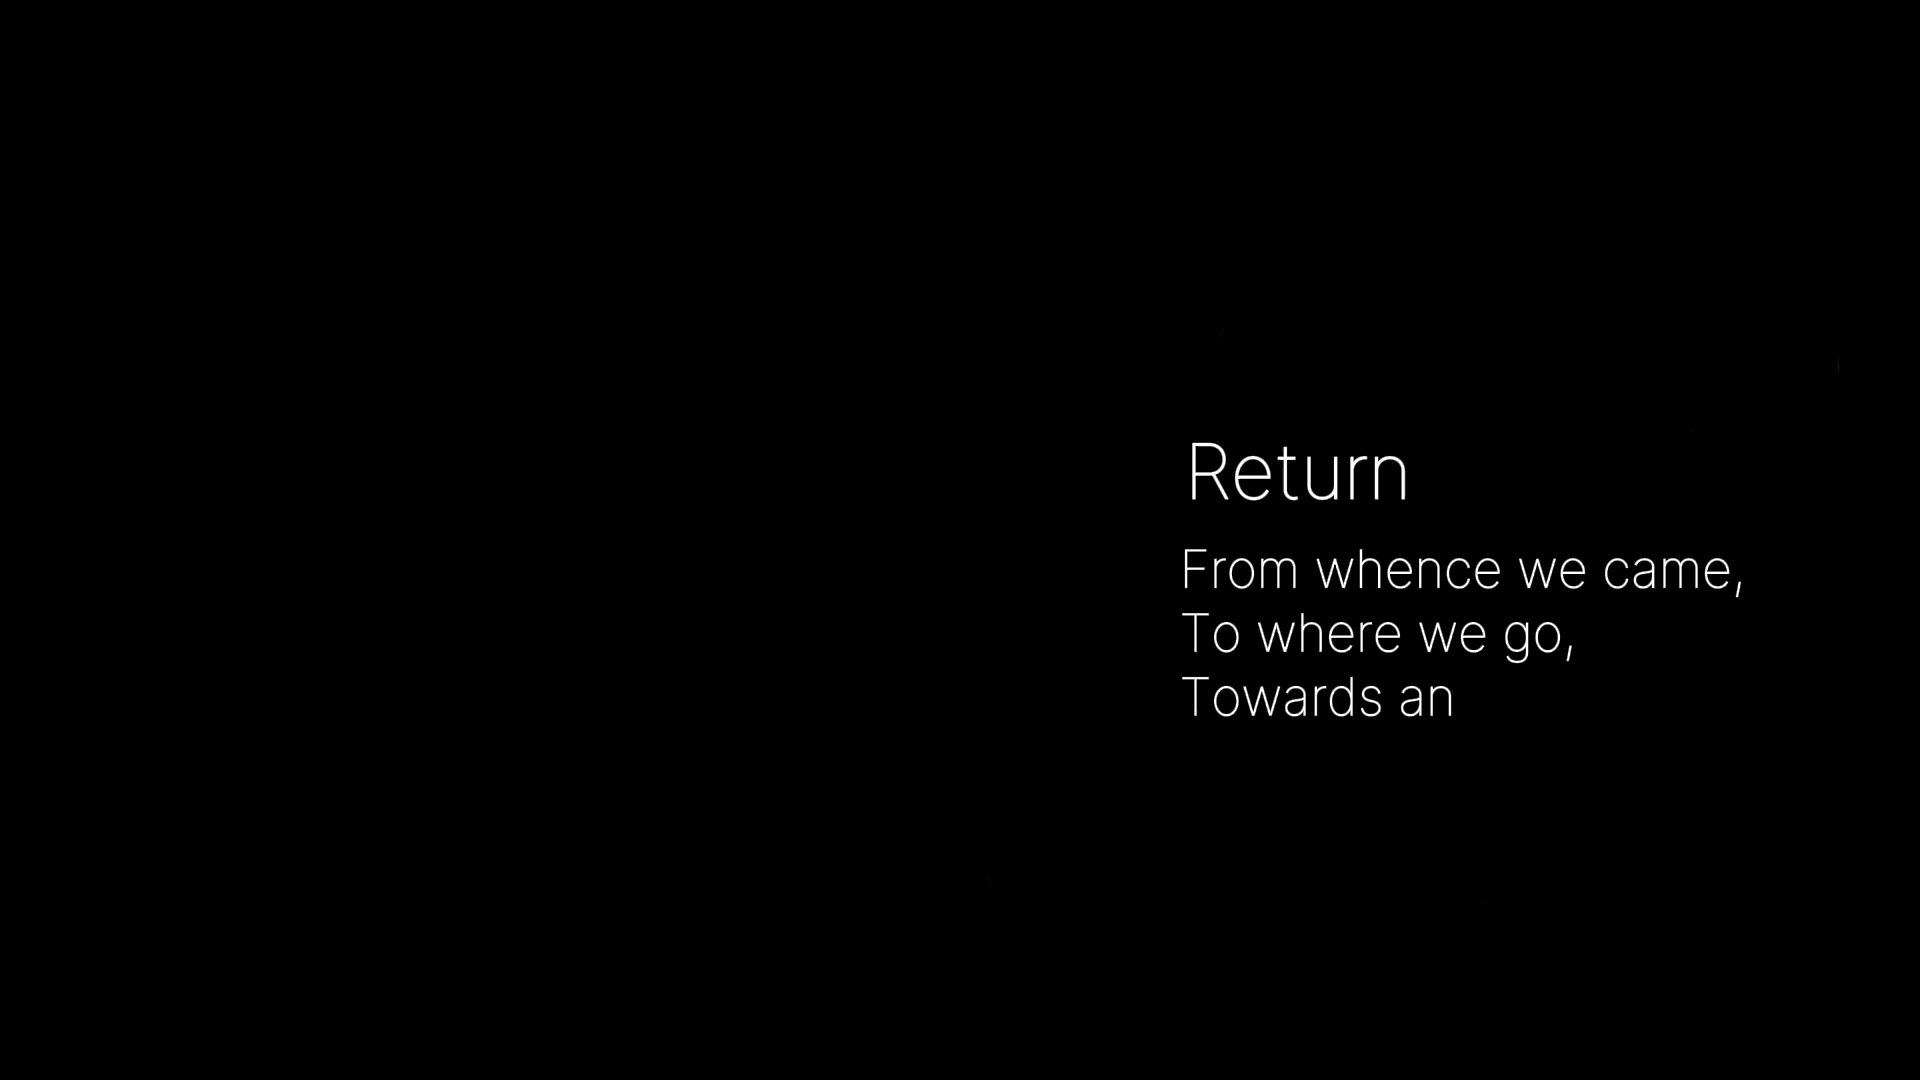 Return
From whence we came,
To where we go,
Towards an